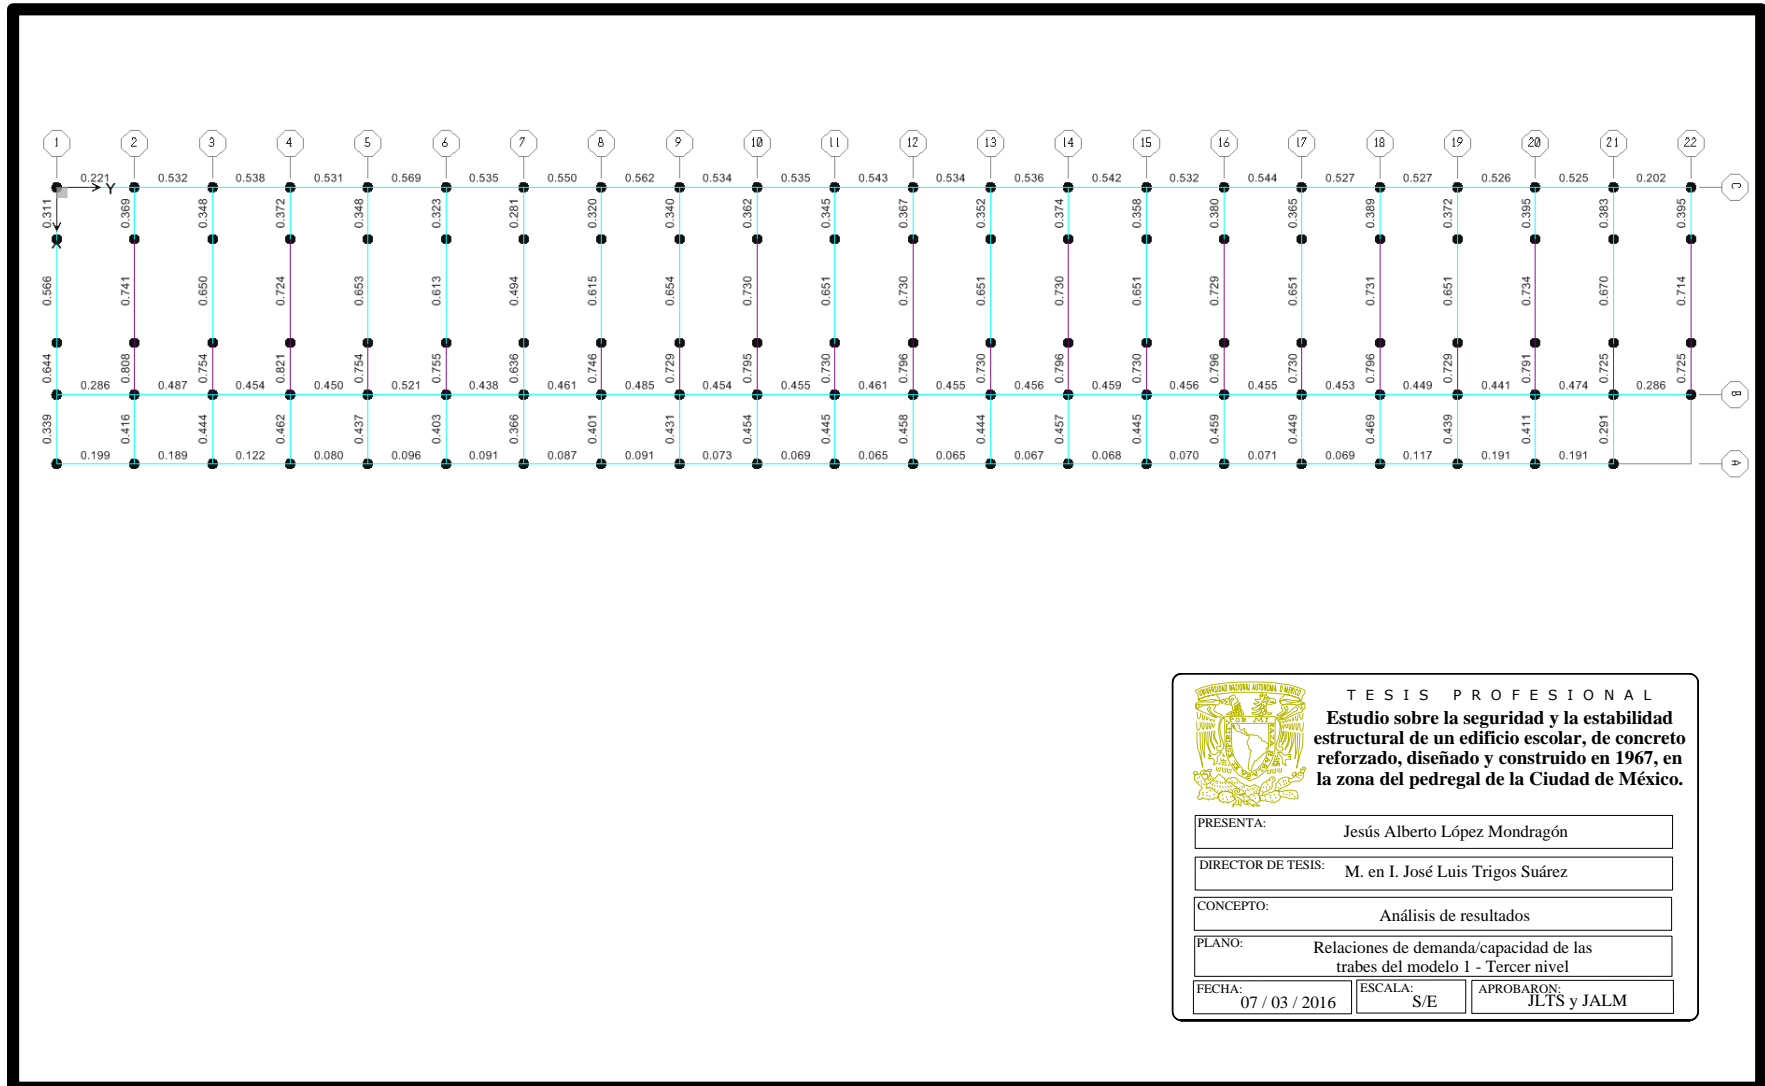 1 2 3 4 5 6 7 8 9 10 11 12 13 14 15 16 17 18 19 20 21 22
0.221 0.532 0.538 0.531 0.569 0.535 0.550 0.562 0.534 0.535 0.543 0.534 0.536 0.542 0.532 0.544 0.527 0.527 0.526 0.525 0.202
Y C
0.311 0.369 0.348 0.372 0.348 0.323 0.281 0.320 0.340 0.362 0.345 0.367 0.352 0.374 0.358 0.380 0.365 0.389 0.372 0.395 0.383 0.395
X
0.566 0.741 0.650 0.724 0.653 0.613 0.494 0.615 0.654 0.730 0.651 0.730 0.651 0.730 0.651 0.729 0.651 0.731 0.651 0.734 0.670 0.714
0.644 0.808 0.754 0.821 0.754 0.755 0.636 0.746 0.729 0.795 0.730 0.796 0.730 0.796 0.730 0.796 0.730 0.796 0.729 0.791 0.725 0.725
0.286 0.487 0.454 0.450 0.521 0.438 0.461 0.485 0.454 0.455 0.461 0.455 0.456 0.459 0.456 0.455 0.453 0.449 0.441 0.474 0.286
B
0.339 0.416 0.444 0.462 0.437 0.403 0.366 0.401 0.431 0.454 0.445 0.458 0.444 0.457 0.445 0.459 0.449 0.469 0.439 0.411 0.291
0.199 0.189 0.122 0.080 0.096 0.091 0.087 0.091 0.073 0.069 0.065 0.065 0.067 0.068 0.070 0.071 0.069 0.117 0.191 0.191
A
TESIS PROFESIONAL
Estudio sobre la seguridad y la estabilidad
estructural de un edificio escolar, de concreto
reforzado, diseñado y construido en 1967, en
la zona del pedregal de la Ciudad de México.
PRESENTA: Jesús Alberto López Mondragón
DIRECTOR DE TESIS: M. en I. José Luis Trigos Suárez
CONCEPTO: Análisis de resultados
PLANO: Relaciones de demanda/capacidad de las
trabes del modelo 1 - Tercer nivel
FECHA: 07 / 03 / 2016
ESCALA: S/E
APROBARON: JLTS y JALM